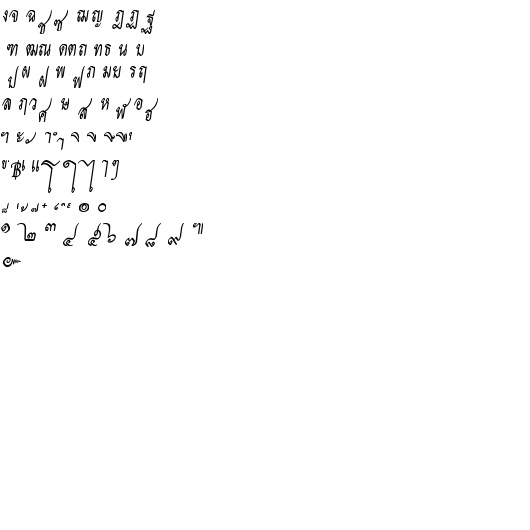 ง จ ฉ ช ซ ฌ ญ ฎ ฏ ฐ
ฑ ฒ ณ ด ต ถ ท ธ น บ
ป ผ ฝ พ ฟ ภ ม ย ร ฤ
ล ฦ ว ศ ษ ส ห ฬ อ ฮ
ฯ ะ ั า ำ ิ ี ึ ื
ุ ู ฺ ฿ เ แ โ ใ ไ ๅ ๆ
็ ่ ้ ๊ ๋ ์ ํ ๎ ๏ ๐
๑ ๒ ๓ ๔ ๕ ๖ ๗ ๘ ๙ ๚
๛